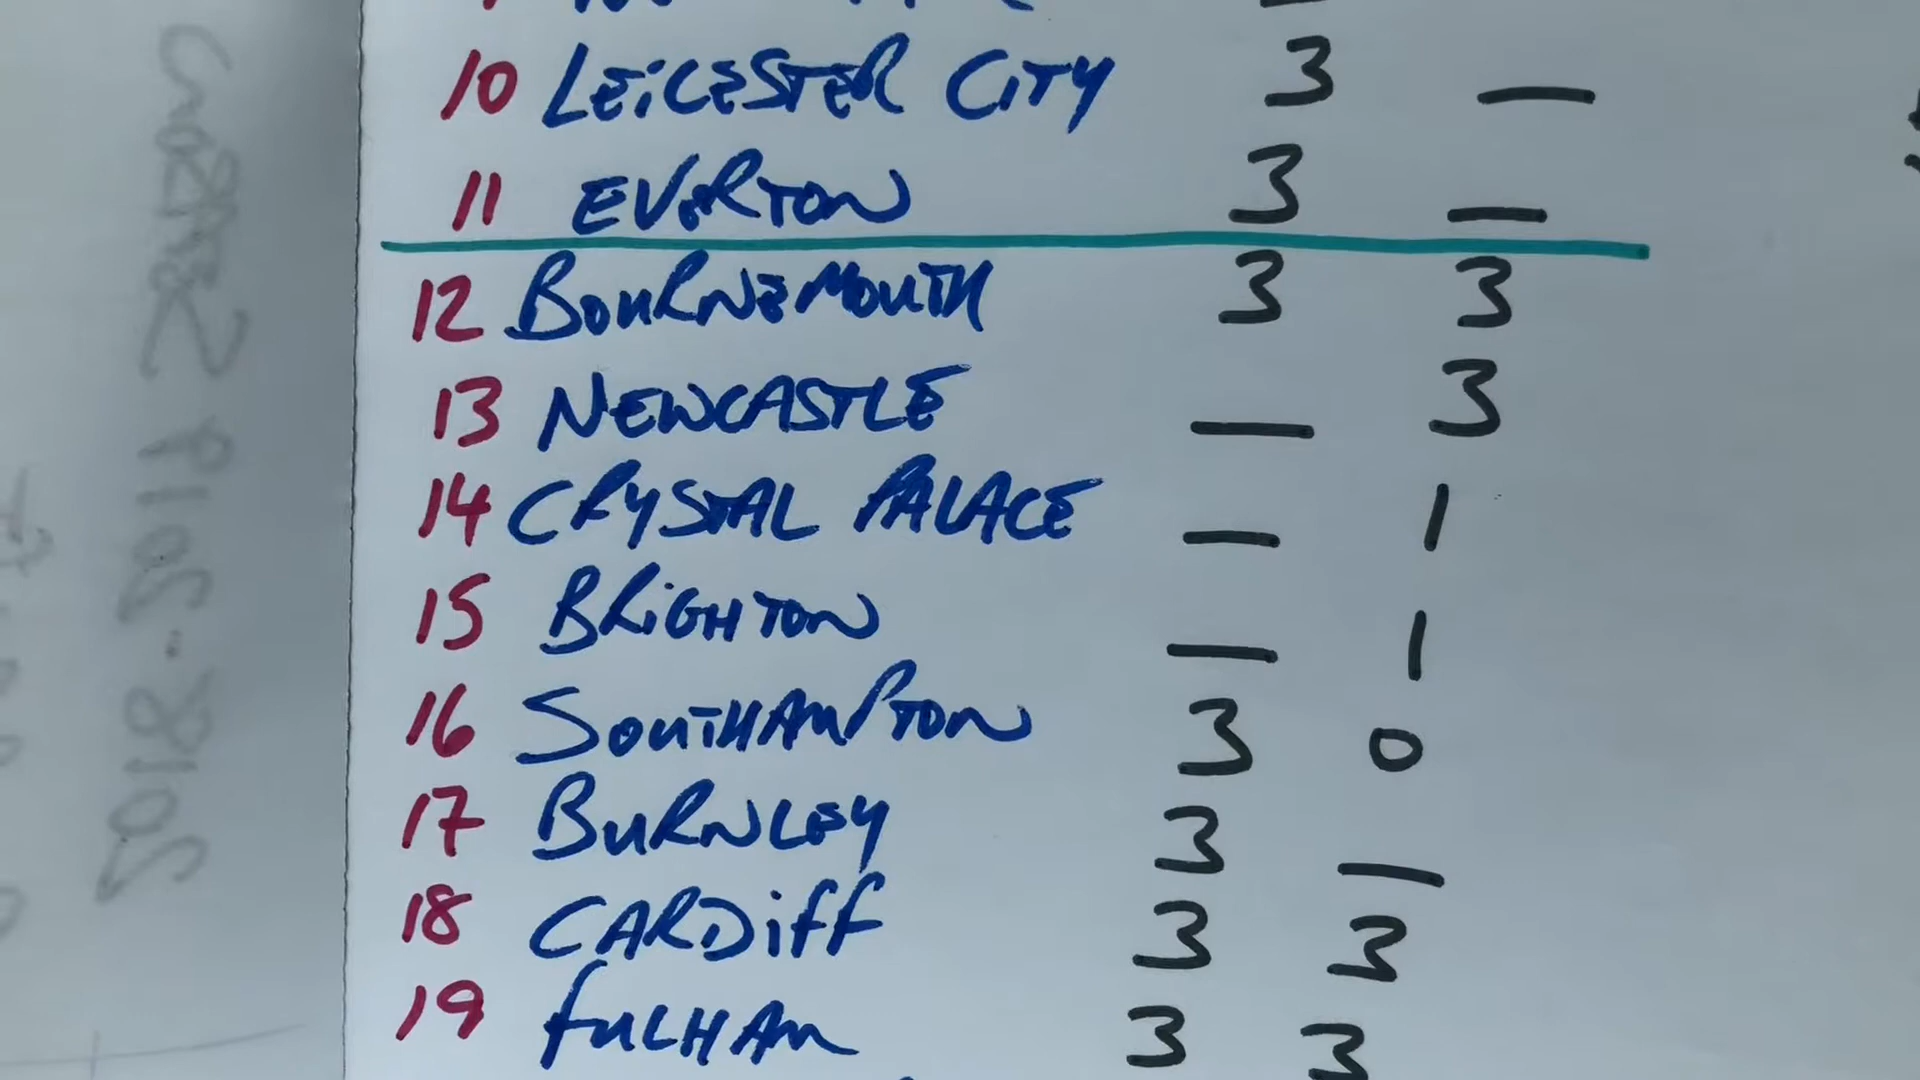 10 LEiCESTER CiTY 3 —
11 EVERTON 3 —
12 BOURNEMOUTH 3 3
13 NEWCASTLE — 3
14 CRYSTAL PALACE — 1
15 BRiGHTON — 1
16 SOUTHAMPTON 3 0
17 BURNLEY 3 —
18 CARDiff 3 3
19 fULHAM 3 3